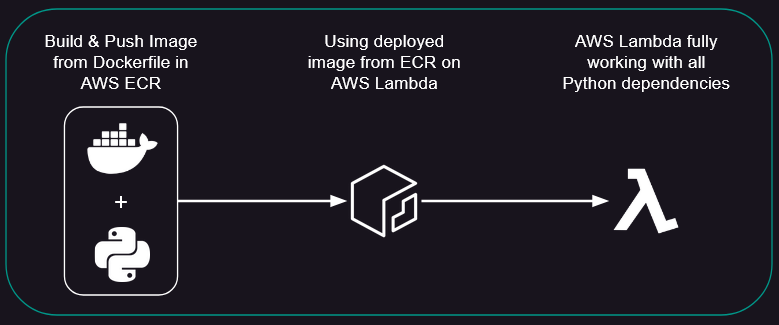 Build & Push Image
from Dockerfile in
AWS ECR
Using deployed
image from ECR on
AWS Lambda
AWS Lambda fully
working with all
Python dependencies
+